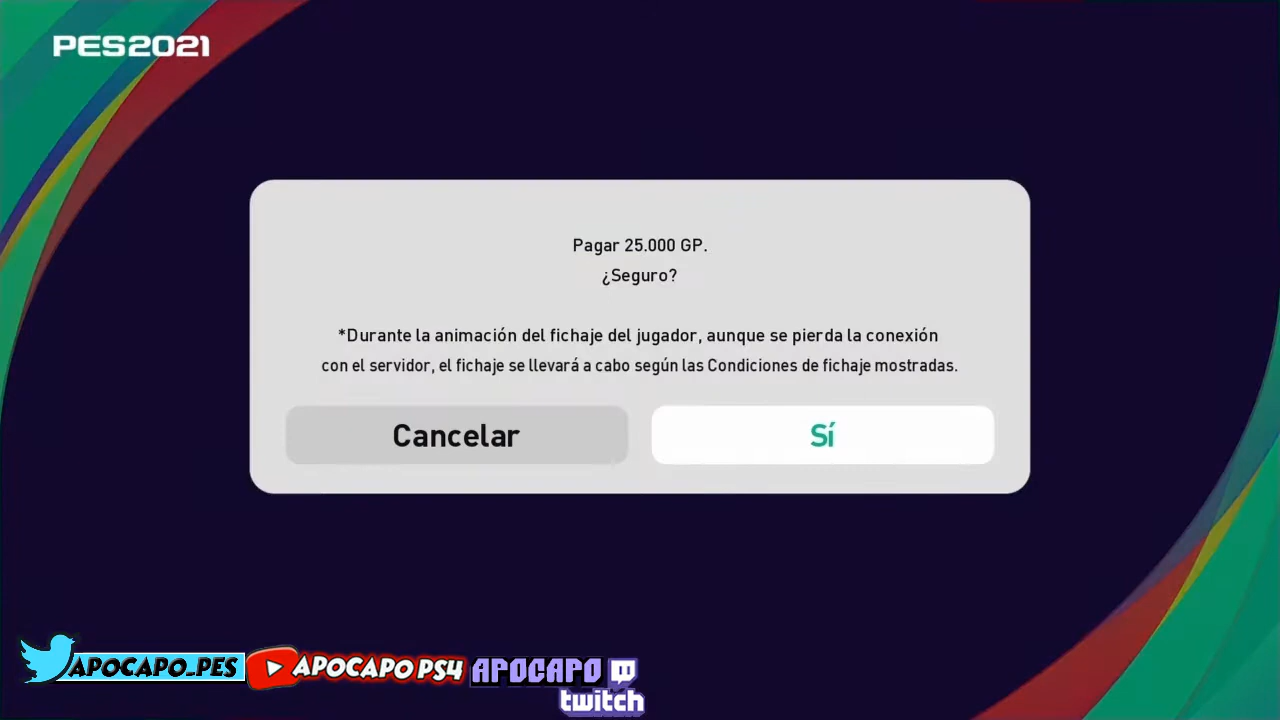 PES2021
Pagar 25.000 GP.
¿Seguro?
*Durante la animación del fichaje del jugador, aunque se pierda la conexión
con el servidor, el fichaje se llevará a cabo según las Condiciones de fichaje mostradas.
Cancelar
Sí
APOCAPO_PES
APOCAPO PS4
APOCAPO
twitch